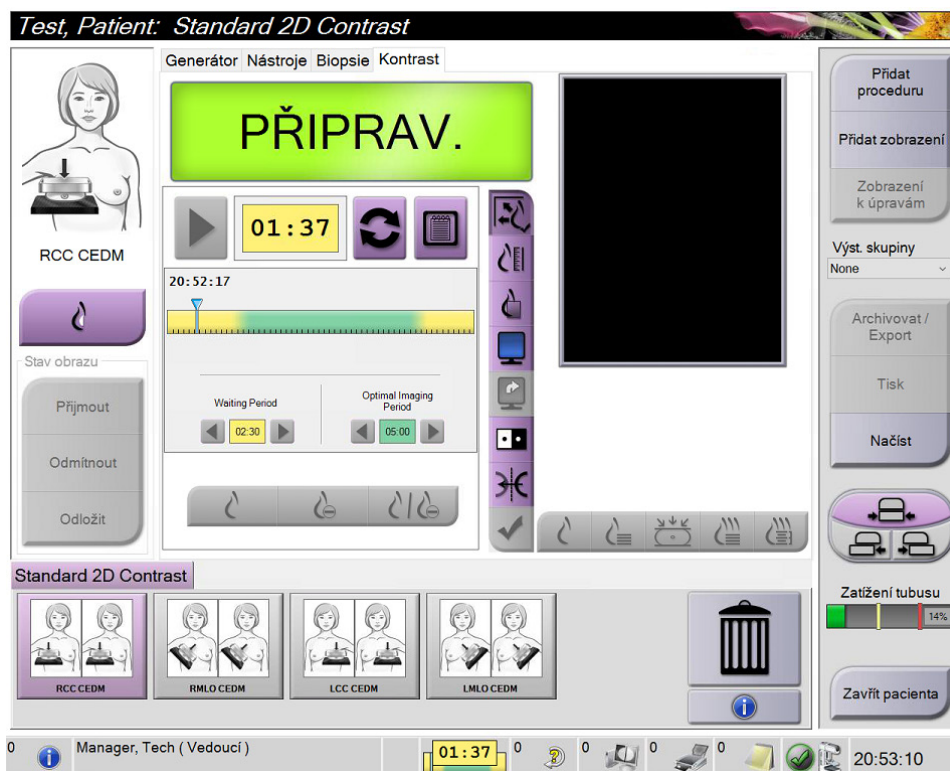 Test, Patient: Standard 2D Contrast
Generátor Nástroje Biopsie Kontrast
PŘIPRAV.
01:37
RCC CEDM
20:52:17
Waiting Period
02:30
Optimal Imaging
Period
05:00
Stav obrazu
Přijmout
Odmítnout
Odložit
Přidat
proceduru
Přidat zobrazení
Zobrazení
k úpravám
Výst. skupiny
None
Archivovat /
Export
Tisk
Načíst
Zatížení tubusu
14%
Zavřít pacienta
Standard 2D Contrast
RCC CEDM
RMLO CEDM
LCC CEDM
LMLO CEDM
0
Manager, Tech ( Vedoucí )
01:37
0
0
0
0
20:53:10